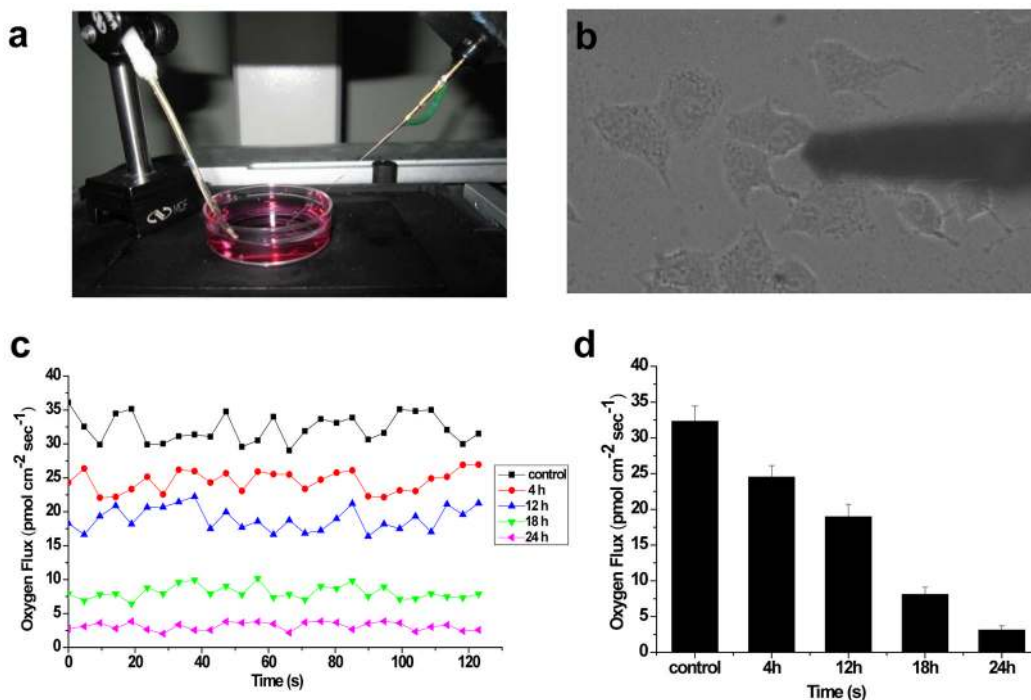 a
b
c
Oxygen Flux (pmol cm⁻² sec⁻¹)
40
35
30
25
20
15
10
5
0
0 20 40 60 80 100 120
Time (s)
control
4 h
12 h
18 h
24 h
d
Oxygen Flux (pmol cm⁻² sec⁻¹)
40
35
30
25
20
15
10
5
0
control 4h 12h 18h 24h
Time (s)